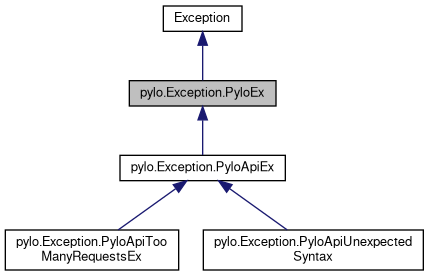 Exception
pylo.Exception.PyloEx
pylo.Exception.PyloApiEx
pylo.Exception.PyloApiToo
ManyRequestsEx
pylo.Exception.PyloApiUnexpected
Syntax